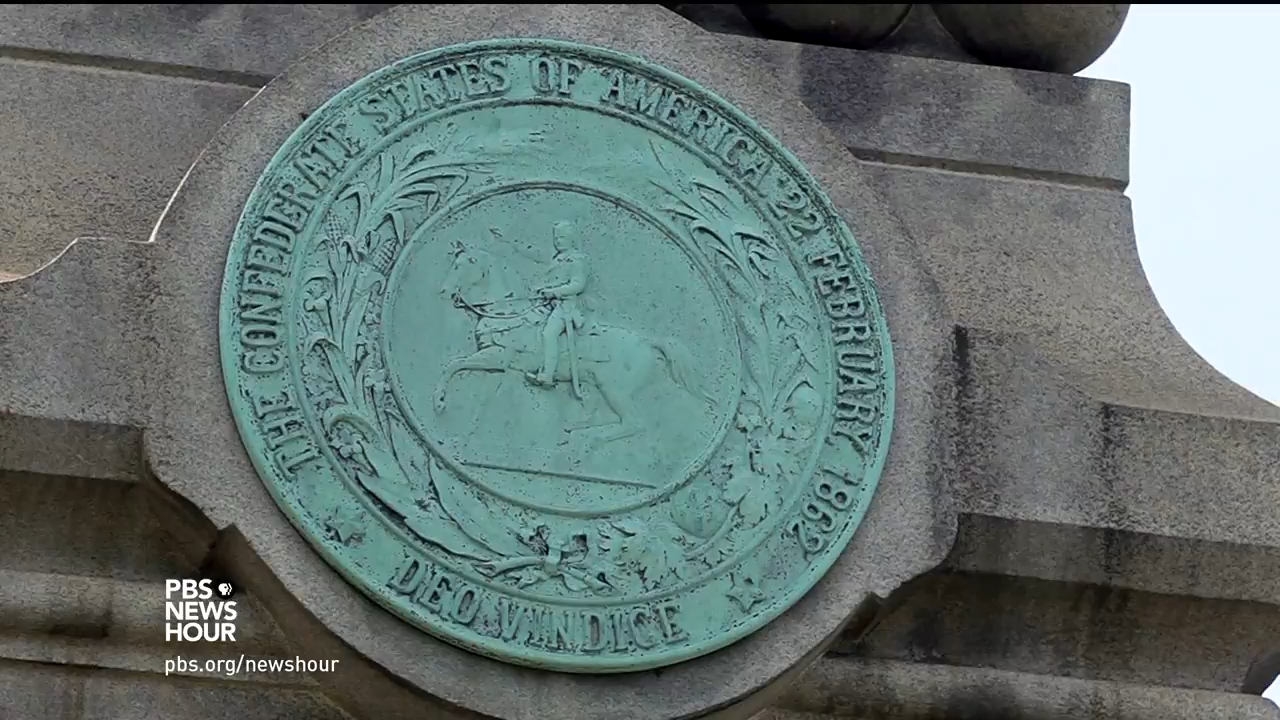 THE CONFEDERATE STATES OF AMERICA 22 FEBRUARY 1862
DEO VINDICE
PBS
NEWS
HOUR
pbs.org/newshour